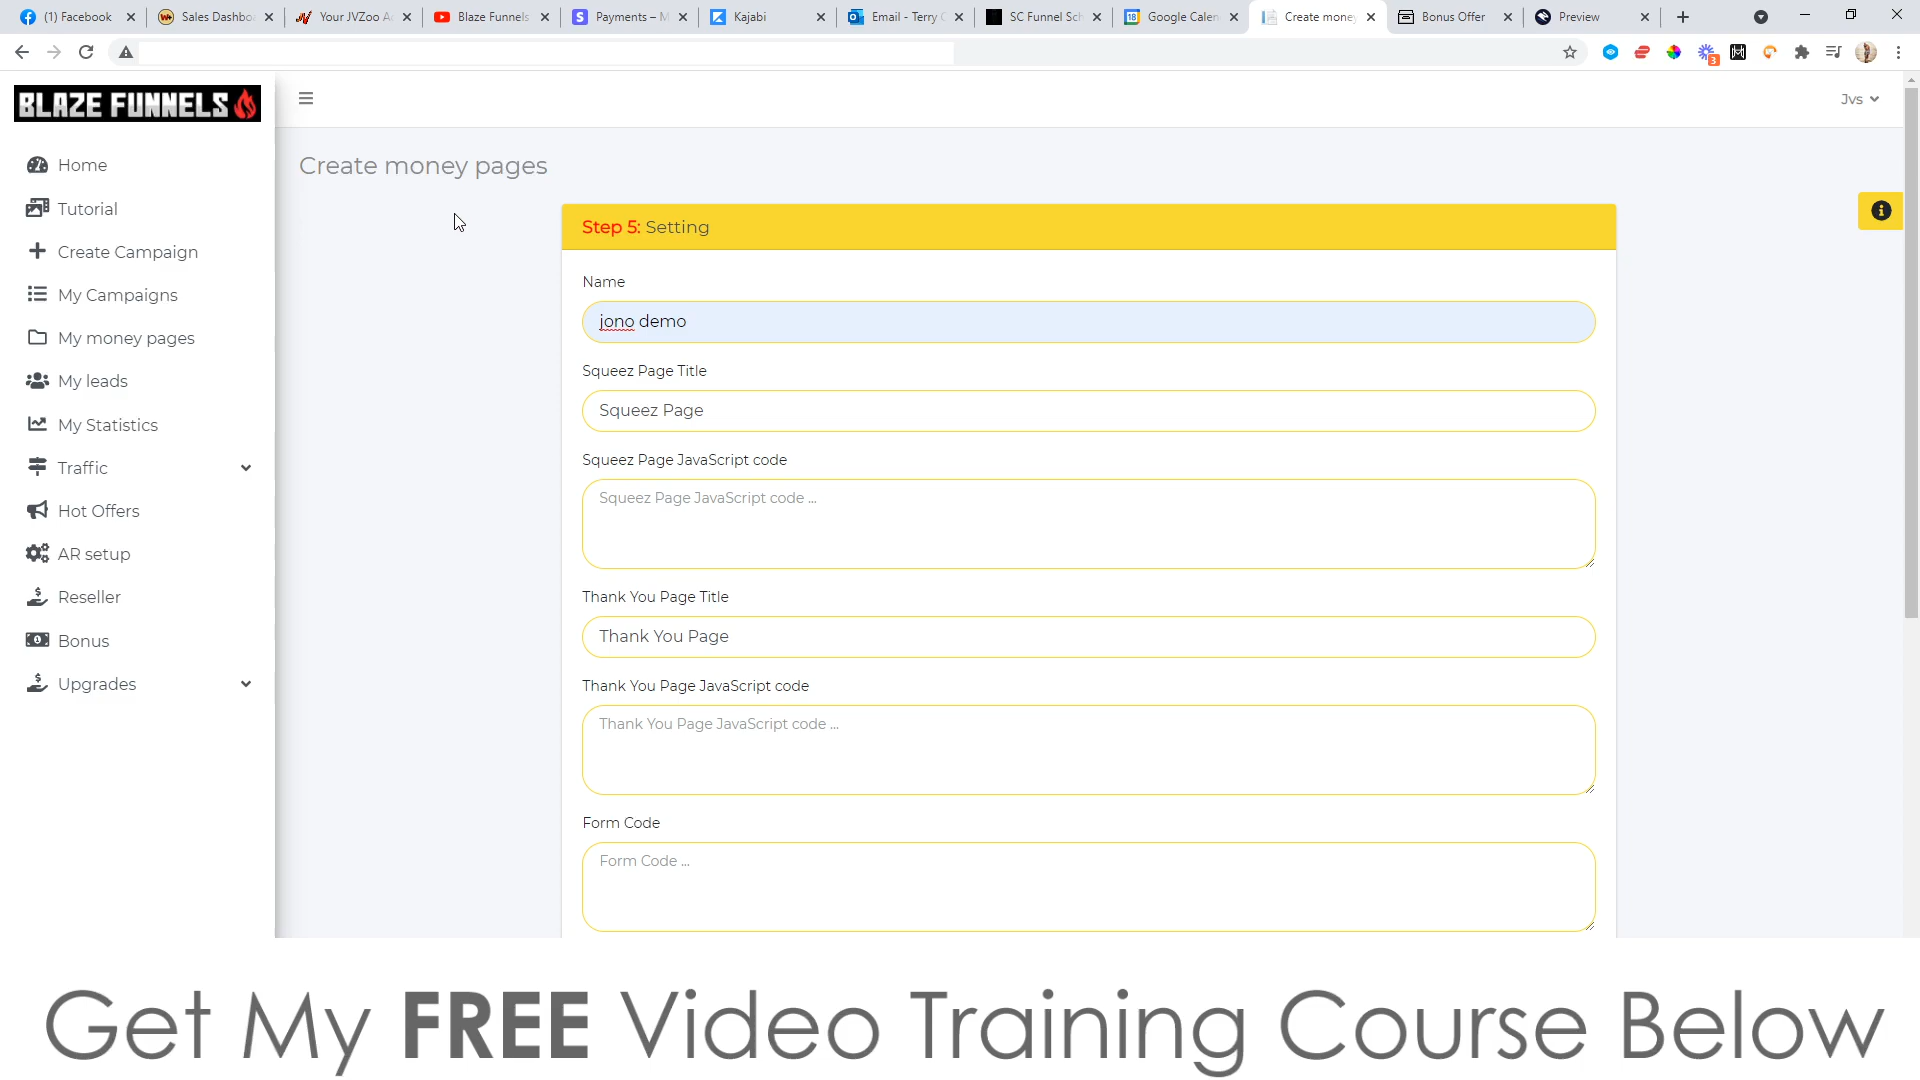 (1) Facebook
Sales Dashbo
Your JVZoo Ac
Blaze Funnels
Payments – M
Kajabi
Email - Terry
SC Funnel Sch
Google Calen
Create money
Bonus Offer
Preview
3
BLAZE FUNNELS
Jvs
Home
Tutorial
Create Campaign
My Campaigns
My money pages
My leads
My Statistics
Traffic
Hot Offers
AR setup
Reseller
Bonus
Upgrades
Create money pages
Step 5: Setting
Name
jono demo
Squeez Page Title
Squeez Page
Squeez Page JavaScript code
Squeez Page JavaScript code ...
Thank You Page Title
Thank You Page
Thank You Page JavaScript code
Thank You Page JavaScript code ...
Form Code
Form Code ...
Get My FREE Video Training Course Below